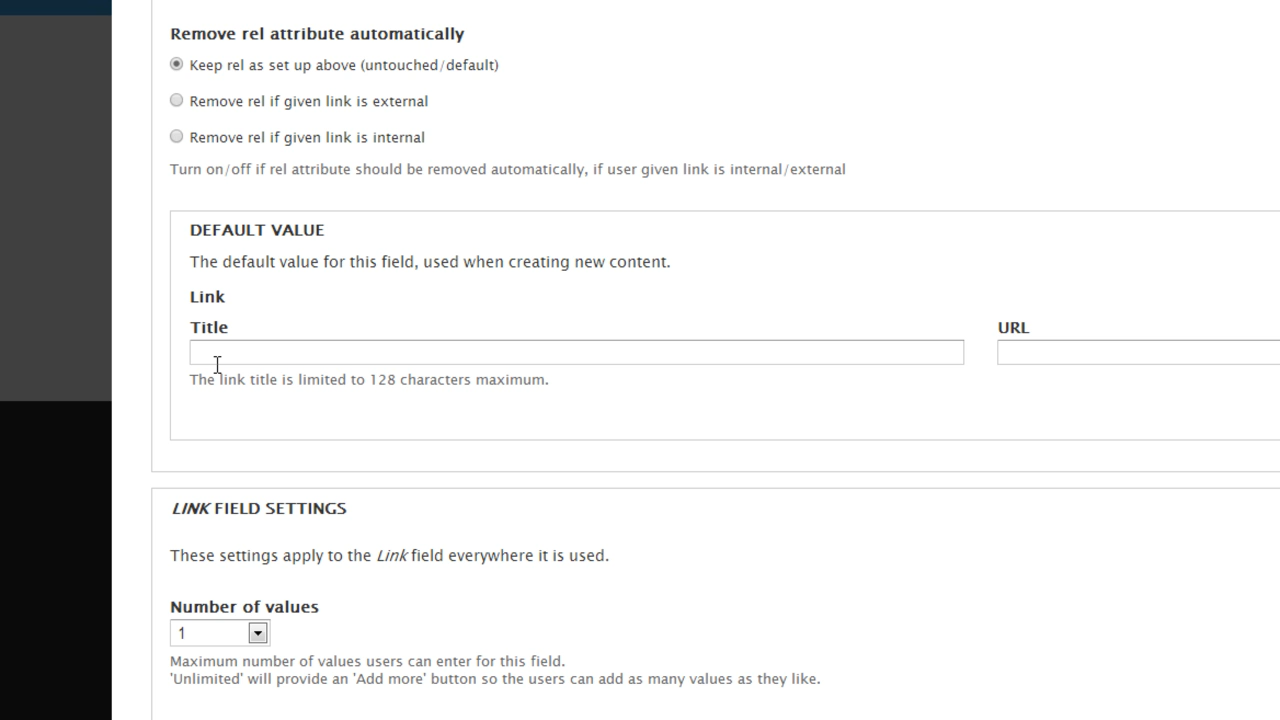 Remove rel attribute automatically
Keep rel as set up above (untouched/default)
Remove rel if given link is external
Remove rel if given link is internal
Turn on/off if rel attribute should be removed automatically, if user given link is internal/external
DEFAULT VALUE
The default value for this field, used when creating new content.
Link
Title URL
The link title is limited to 128 characters maximum.
LINK FIELD SETTINGS
These settings apply to the Link field everywhere it is used.
Number of values
1
Maximum number of values users can enter for this field.
'Unlimited' will provide an 'Add more' button so the users can add as many values as they like.